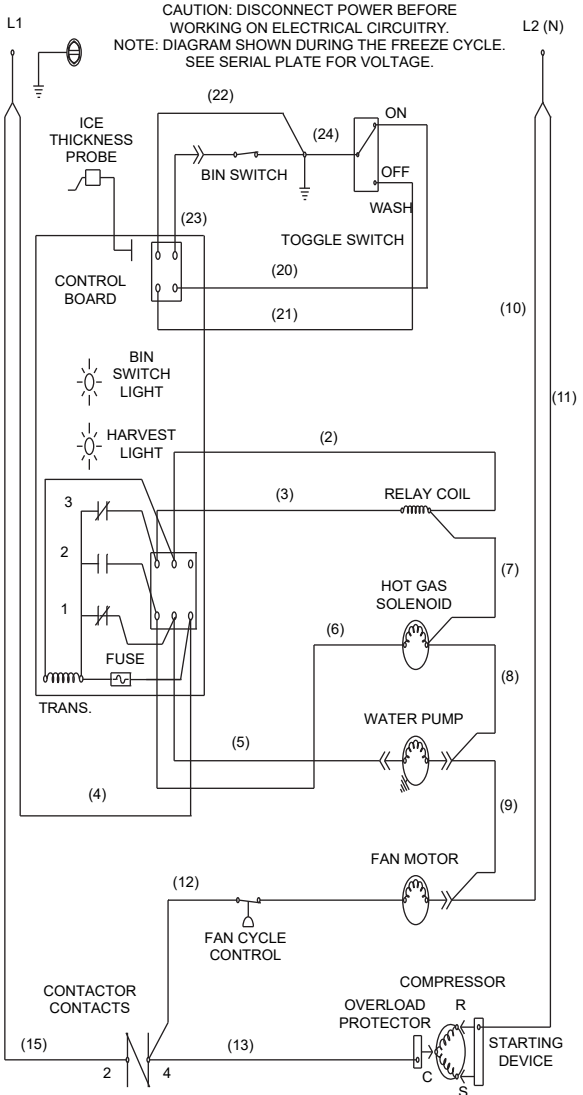 CAUTION: DISCONNECT POWER BEFORE
WORKING ON ELECTRICAL CIRCUITRY.
NOTE: DIAGRAM SHOWN DURING THE FREEZE CYCLE.
SEE SERIAL PLATE FOR VOLTAGE.
L1
L2 (N)
(22)
ON
ICE
THICKNESS
PROBE
(24)
BIN SWITCH
OFF
WASH
(23)
TOGGLE SWITCH
CONTROL
BOARD
(20)
(21)
(10)
BIN
SWITCH
LIGHT
(11)
HARVEST
LIGHT
(2)
(3)
RELAY COIL
3
2
1
(7)
HOT GAS
SOLENOID
(6)
FUSE
(8)
TRANS.
WATER PUMP
(5)
(4)
(9)
FAN MOTOR
(12)
FAN CYCLE
CONTROL
COMPRESSOR
CONTACTOR
CONTACTS
OVERLOAD
PROTECTOR
R
(15)
(13)
STARTING
DEVICE
2
4
C
S